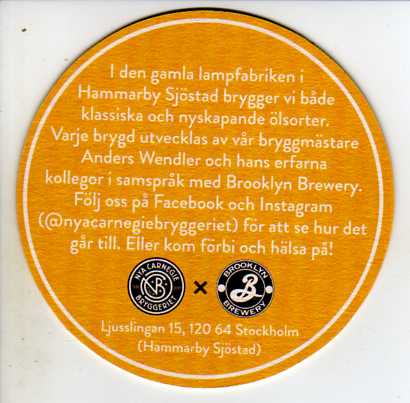 I den gamla lampfabriken i
Hammarby Sjöstad brygger vi både
klassiska och nyskapande ölsorter.
Varje brygd utvecklas av vår bryggmästare
Anders Wendler och hans erfarna
kollegor i samspråk med Brooklyn Brewery.
Följ oss på Facebook och Instagram
(@nyacarnegiebryggeriet) för att se hur det
går till. Eller kom förbi och hälsa på!
NYA CARNEGIE
NCB
BRYGGERIET
×
BROOKLYN
B
BREWERY
Ljusslingan 15, 120 64 Stockholm
(Hammarby Sjöstad)